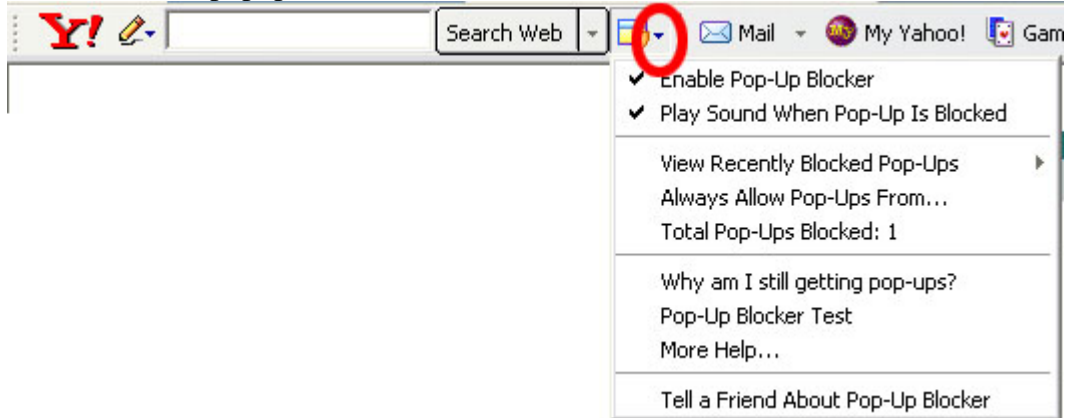 Y! Search Web Mail My Yahoo! Gam
Enable Pop-Up Blocker
Play Sound When Pop-Up Is Blocked
View Recently Blocked Pop-Ups
Always Allow Pop-Ups From...
Total Pop-Ups Blocked: 1
Why am I still getting pop-ups?
Pop-Up Blocker Test
More Help...
Tell a Friend About Pop-Up Blocker